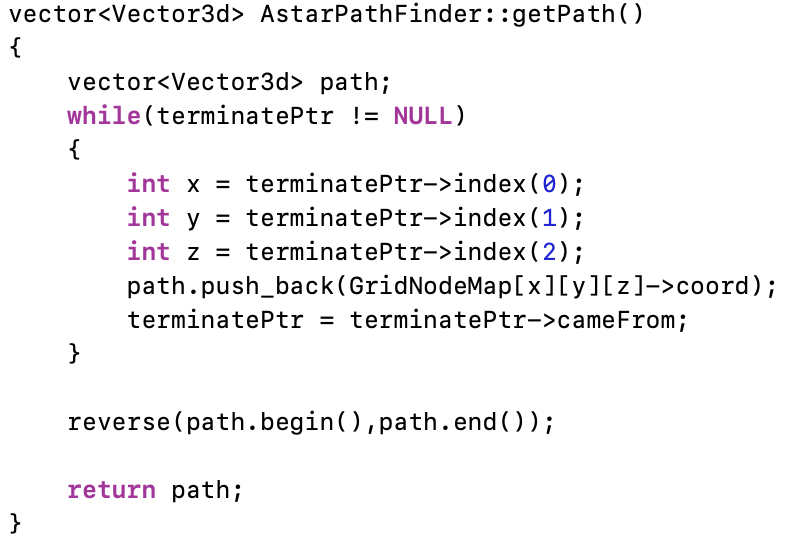 vector<Vector3d> AstarPathFinder::getPath()
{
    vector<Vector3d> path;
    while(terminatePtr != NULL)
    {
        int x = terminatePtr->index(0);
        int y = terminatePtr->index(1);
        int z = terminatePtr->index(2);
        path.push_back(GridNodeMap[x][y][z]->coord);
        terminatePtr = terminatePtr->cameFrom;
    }
    reverse(path.begin(),path.end());
    return path;
}